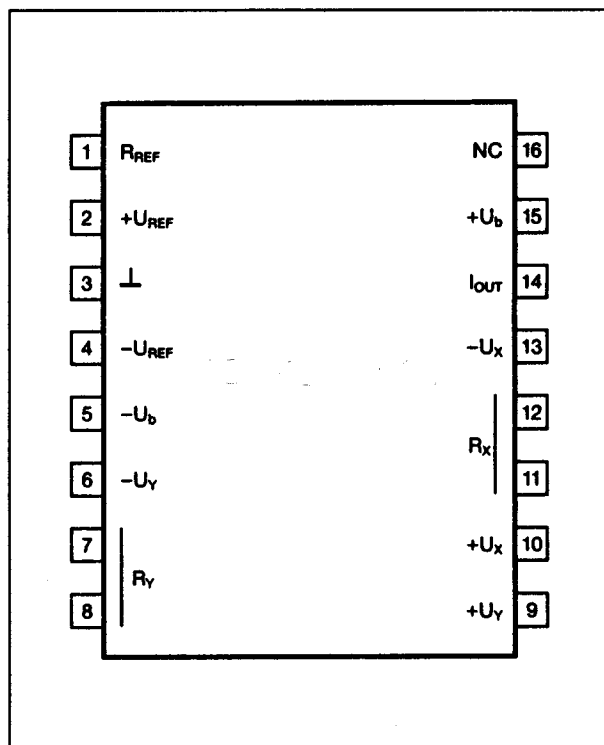 1 R_REF NC 16
2 +U_REF +U_b 15
3 ⊥ I_OUT 14
4 −U_REF −U_X 13
5 −U_b 12
R_X
6 −U_Y 11
7 +U_X 10
R_Y
8 +U_Y 9